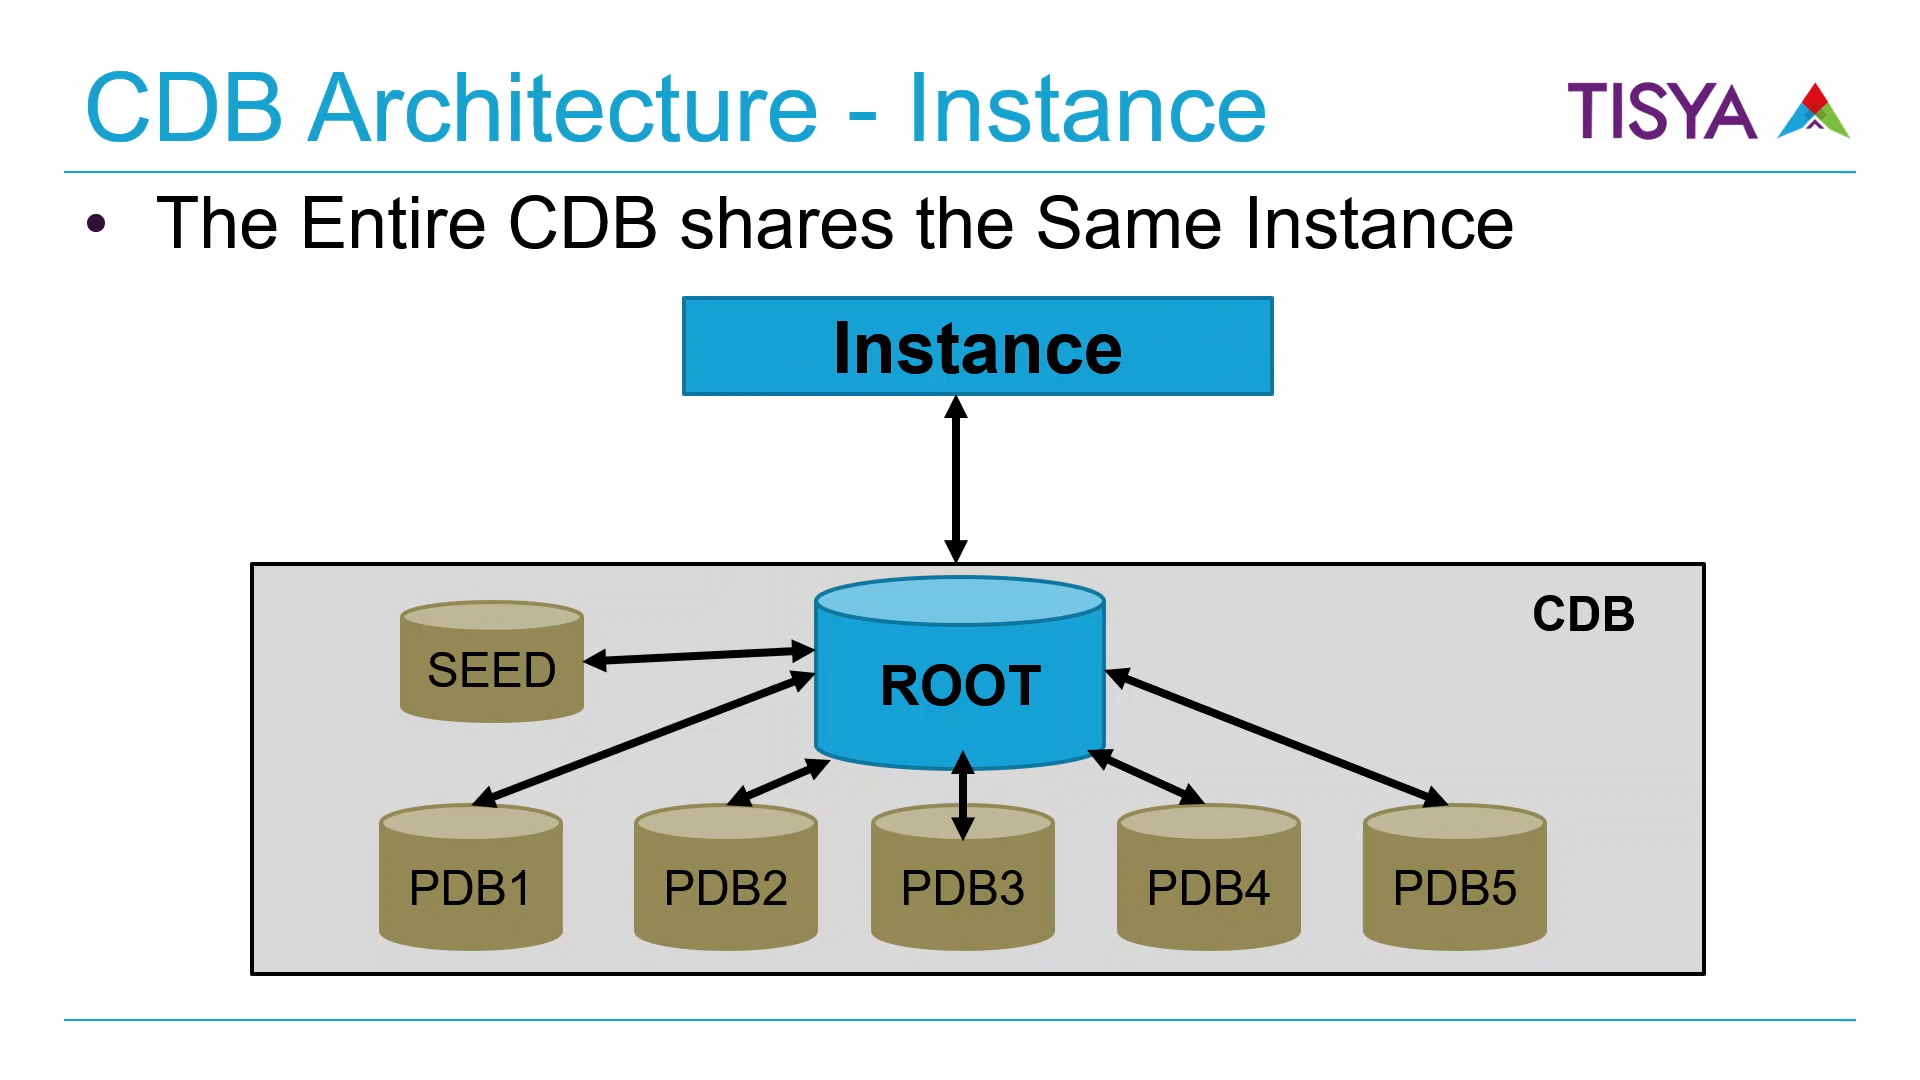 CDB Architecture - Instance
TISYA
• The Entire CDB shares the Same Instance
Instance
CDB
SEED
ROOT
PDB1
PDB2
PDB3
PDB4
PDB5